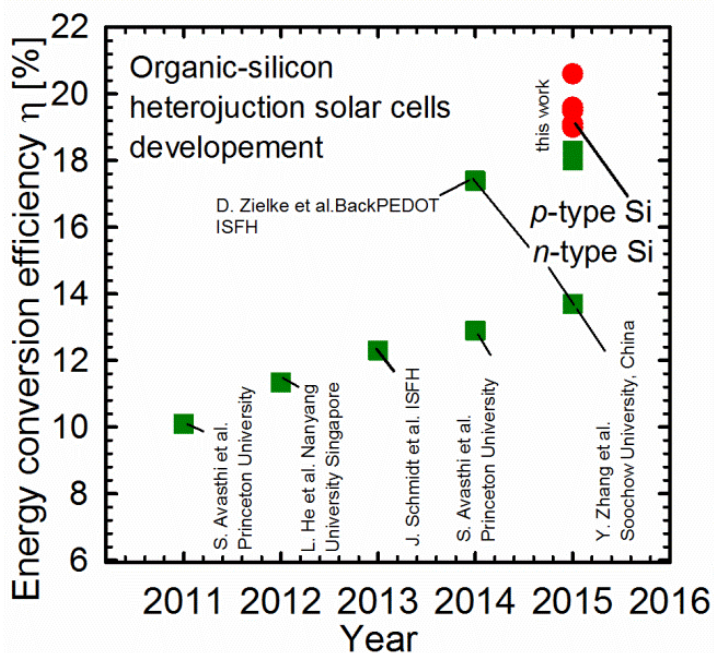 Organic-silicon
heterojuction solar cells
developement
this work
D. Zielke et al.BackPEDOT
ISFH
p-type Si
n-type Si
S. Avasthi et al.
Princeton University
L. He et al. Nanyang
University Singapore
J. Schmidt et al. ISFH
S. Avasthi et al.
Princeton University
Y. Zhang et al.
Soochow University, China
Energy conversion efficiency η [%]
22
20
18
16
14
12
10
8
6
2011 2012 2013 2014 2015 2016
Year